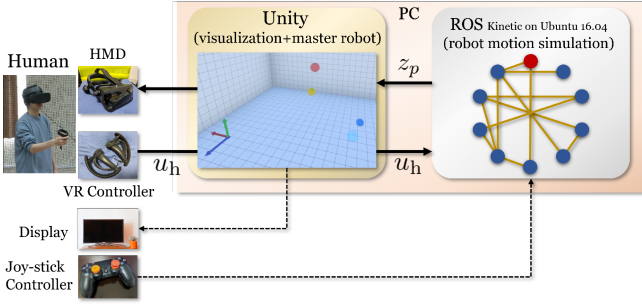 Human
HMD
VR Controller
Display
Joy-stick
Controller
u_h
Unity
(visualization+master robot)
PC
z_p
u_h
ROS Kinetic on Ubuntu 16.04
(robot motion simulation)